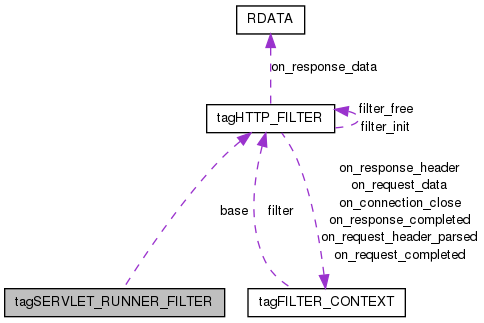 RDATA
on_response_data
tagHTTP_FILTER
filter_free
filter_init
on_response_header
on_request_data
on_connection_close
on_response_completed
on_request_header_parsed
on_request_completed
base
filter
tagSERVLET_RUNNER_FILTER
tagFILTER_CONTEXT